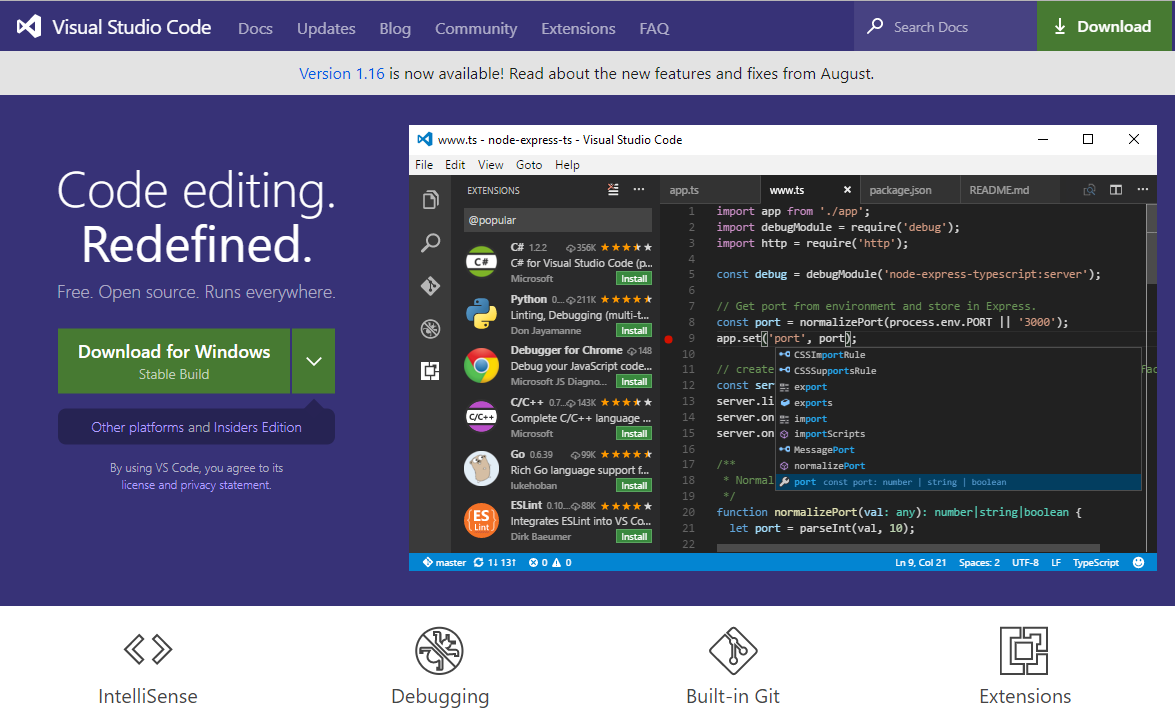 Visual Studio Code Docs Updates Blog Community Extensions FAQ Search Docs Download
Version 1.16 is now available! Read about the new features and fixes from August.
Code editing.
Redefined.
Free. Open source. Runs everywhere.
Download for Windows
Stable Build
Other platforms and Insiders Edition
By using VS Code, you agree to its
license and privacy statement.
www.ts - node-express-ts - Visual Studio Code
File Edit View Goto Help
EXTENSIONS
@popular
C# 1.2.2 356K
C#
C# for Visual Studio Code (p...
Microsoft Install
Python 0... 211K
Linting, Debugging (multi-t...
Don Jayamanne Install
Debugger for Chrome 148
Debug your JavaScript code...
Microsoft JS Diagno... Install
C/C++ 0.7... 143K
C/C++
Complete C/C++ language ...
Microsoft Install
Go 0.6.39 99K
Rich Go language support f...
lukehoban Install
ESLint 0.10... 88K
ES
Lint
Integrates ESLint into VS Co...
Dirk Baeumer Install
app.ts www.ts package.json README.md
1 import app from './app';
2 import debugModule = require('debug');
3 import http = require('http');
4
5 const debug = debugModule('node-express-typescript:server');
6
7 // Get port from environment and store in Express.
8 const port = normalizePort(process.env.PORT || '3000');
9 app.set('port', port);
10
11 // create
12 const ser
13 server.li
14 server.on
15 server.on
16
17 /**
18 * Normal
19 */
20 function normalizePort(val: any): number|string|boolean {
21 let port = parseInt(val, 10);
22
CSSImportRule
CSSSupportsRule
export
exports
import
importScripts
MessagePort
normalizePort
port const port: number | string | boolean
master 1↓ 13↑ 0 0 Ln 9, Col 21 Spaces: 2 UTF-8 LF TypeScript
IntelliSense Debugging Built-in Git Extensions